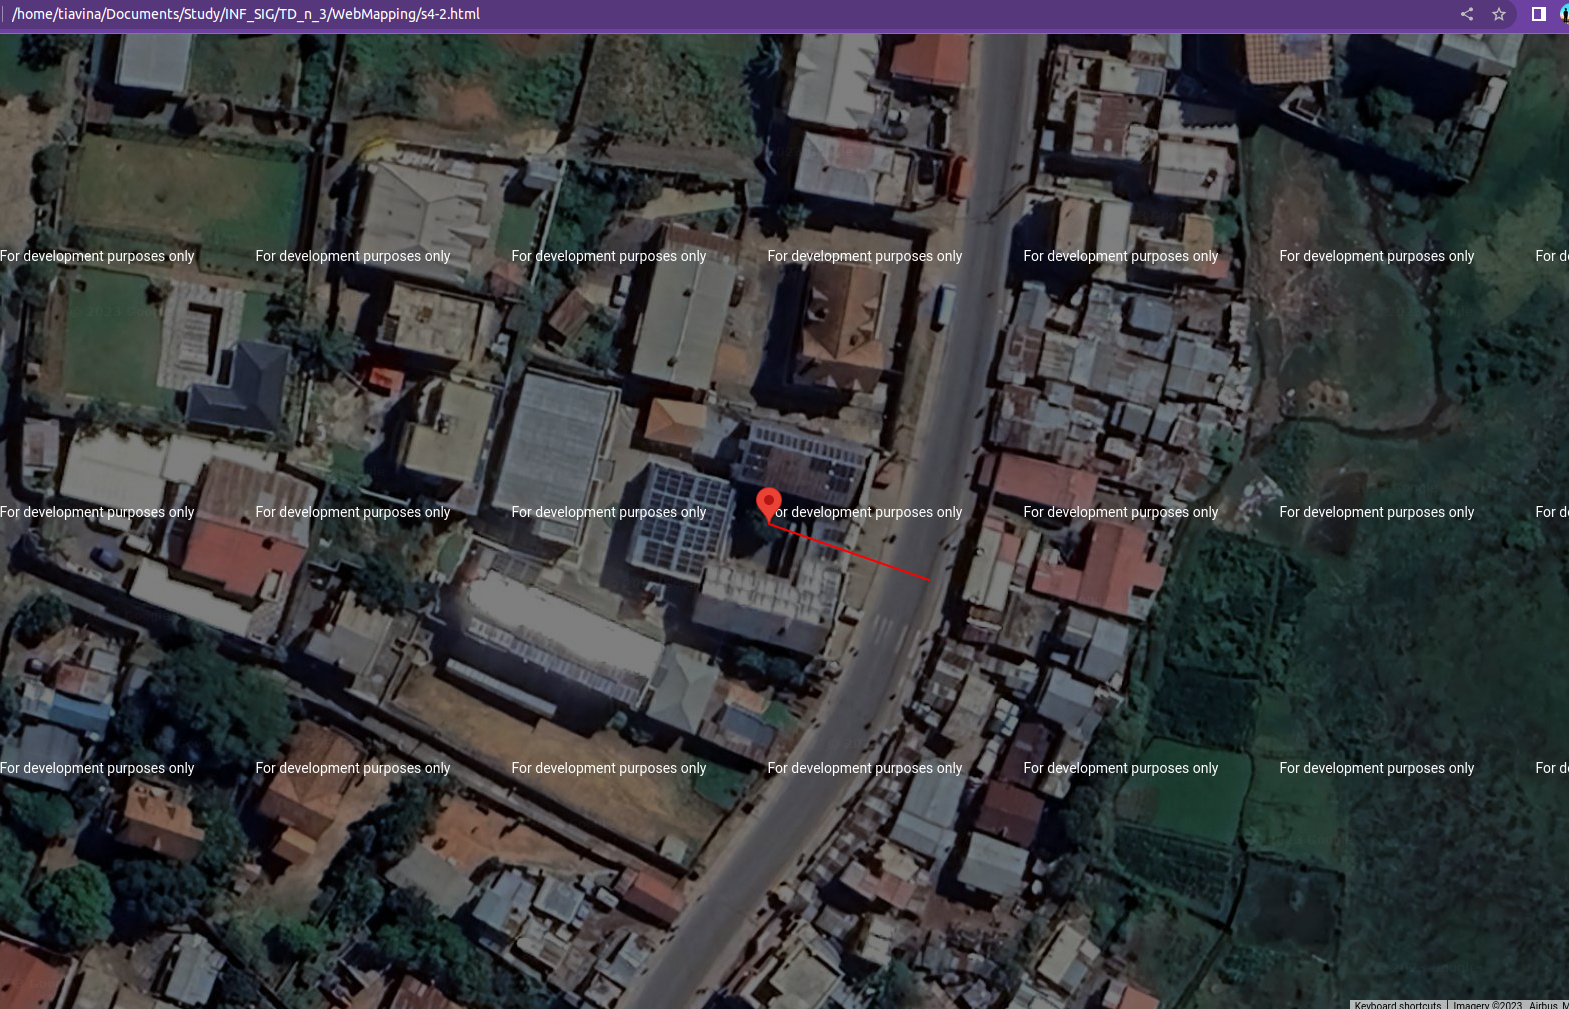 /home/tiavina/Documents/Study/INF_SIG/TD_n_3/WebMapping/s4-2.html
For development purposes only For development purposes only For development purposes only For development purposes only For development purposes only For development purposes only For d
For development purposes only For development purposes only For development purposes only or development purposes only For development purposes only For development purposes only For d
For development purposes only For development purposes only For development purposes only For development purposes only For development purposes only For development purposes only For d
Keyboard shortcuts Imagery ©2023 , Airbus, M